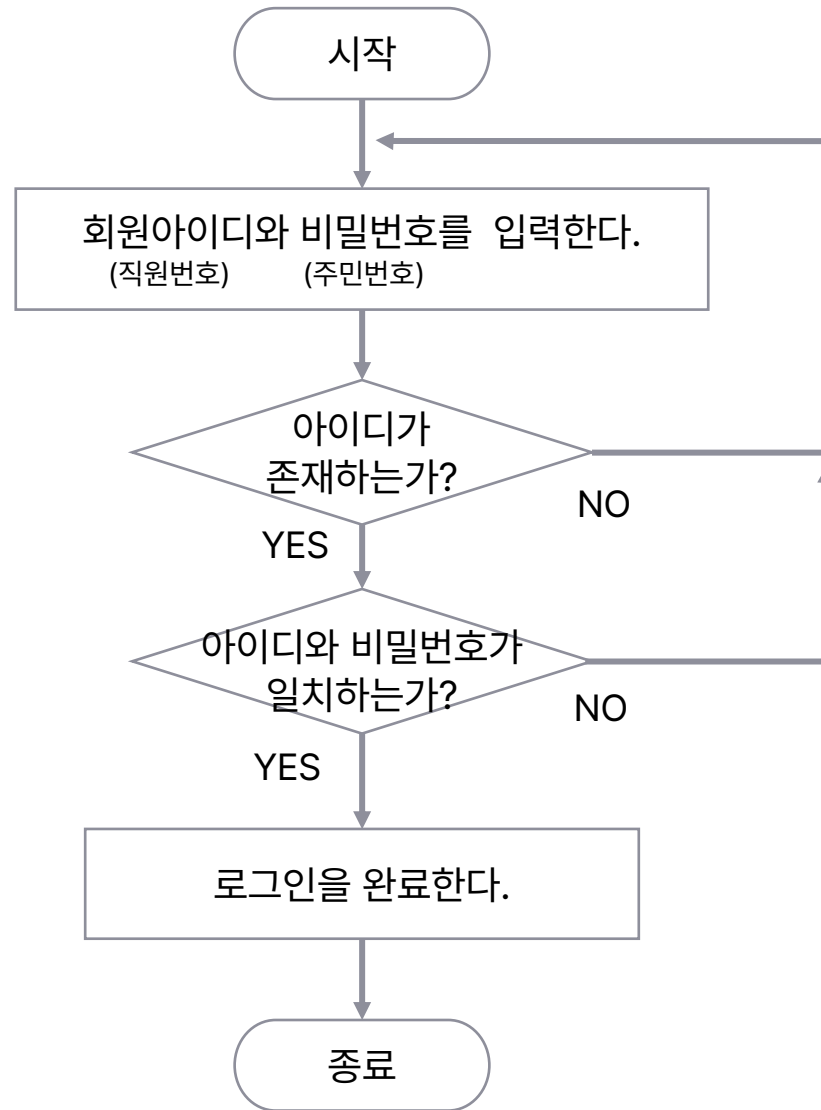 시작
회원아이디와 비밀번호를 입력한다.
(직원번호) (주민번호)
아이디가
존재하는가?
NO
YES
아이디와 비밀번호가
일치하는가?
NO
YES
로그인을 완료한다.
종료